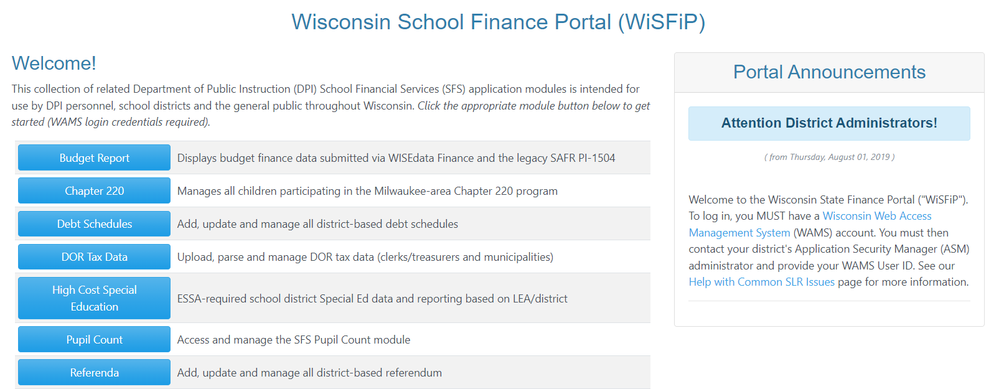 Wisconsin School Finance Portal (WiSFiP)
Welcome!
This collection of related Department of Public Instruction (DPI) School Financial Services (SFS) application modules is intended for
use by DPI personnel, school districts and the general public throughout Wisconsin. Click the appropriate module button below to get
started (WAMS login credentials required).
Budget Report Displays budget finance data submitted via WISEdata Finance and the legacy SAFR PI-1504
Chapter 220 Manages all children participating in the Milwaukee-area Chapter 220 program
Debt Schedules Add, update and manage all district-based debt schedules
DOR Tax Data Upload, parse and manage DOR tax data (clerks/treasurers and municipalities)
High Cost Special
Education
ESSA-required school district Special Ed data and reporting based on LEA/district
Pupil Count Access and manage the SFS Pupil Count module
Referenda Add, update and manage all district-based referendum
Portal Announcements
Attention District Administrators!
( from Thursday, August 01, 2019 )
Welcome to the Wisconsin State Finance Portal ("WiSFiP").
To log in, you MUST have a Wisconsin Web Access
Management System (WAMS) account. You must then
contact your district's Application Security Manager (ASM)
administrator and provide your WAMS User ID. See our
Help with Common SLR Issues page for more information.